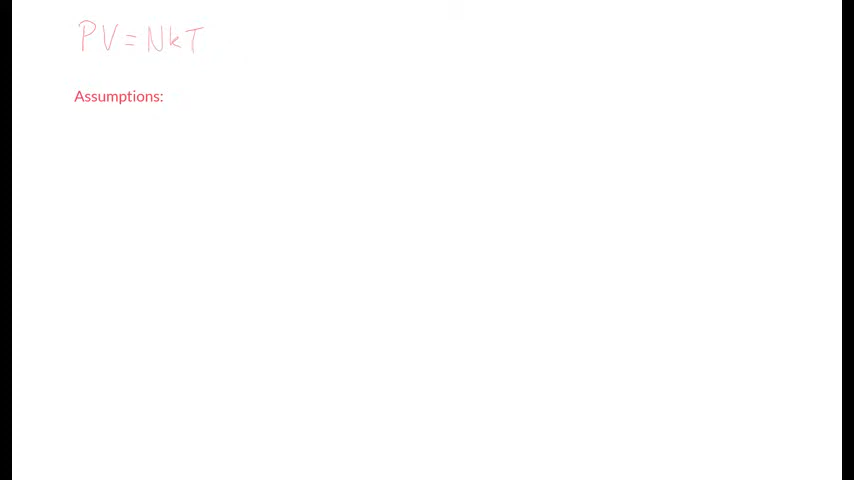 PV = NkT
Assumptions: